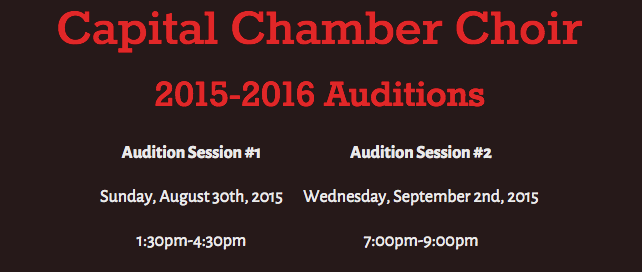 Capital Chamber Choir
2015-2016 Auditions
Audition Session #1
Audition Session #2
Sunday, August 30th, 2015
Wednesday, September 2nd, 2015
1:30pm-4:30pm
7:00pm-9:00pm